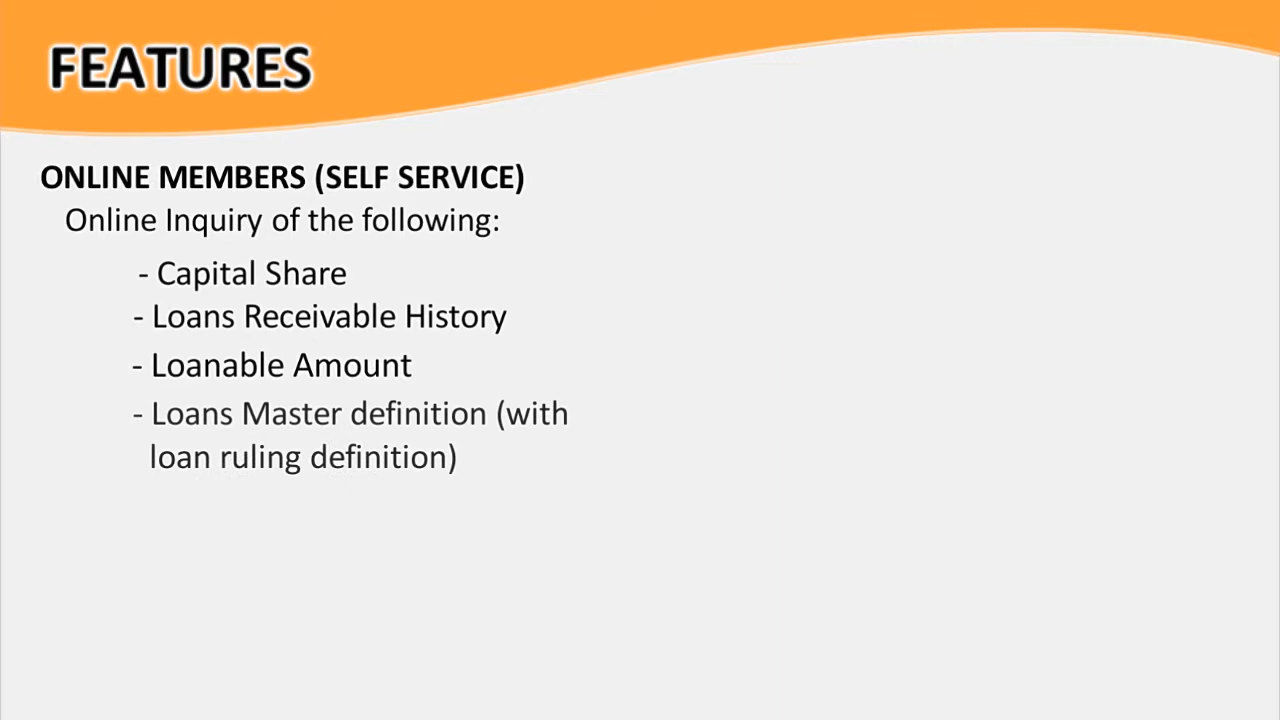 FEATURES
ONLINE MEMBERS (SELF SERVICE)
Online Inquiry of the following:
- Capital Share
- Loans Receivable History
- Loanable Amount
- Loans Master definition (with
loan ruling definition)